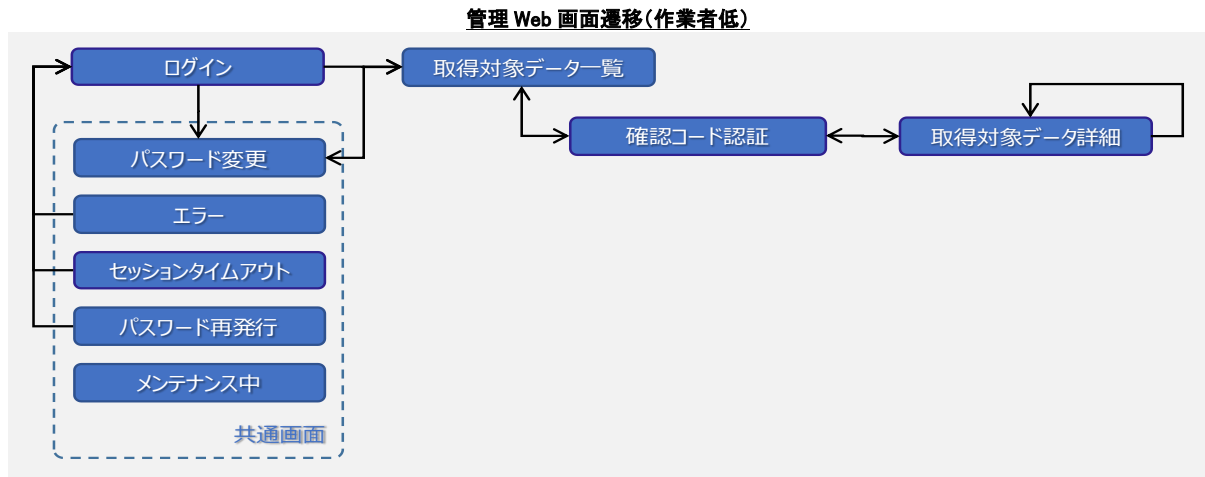 管理 Web 画面遷移（作業者低）
ログイン
取得対象データ一覧
確認コード認証
取得対象データ詳細
パスワード変更
エラー
セッションタイムアウト
パスワード再発行
メンテナンス中
共通画面